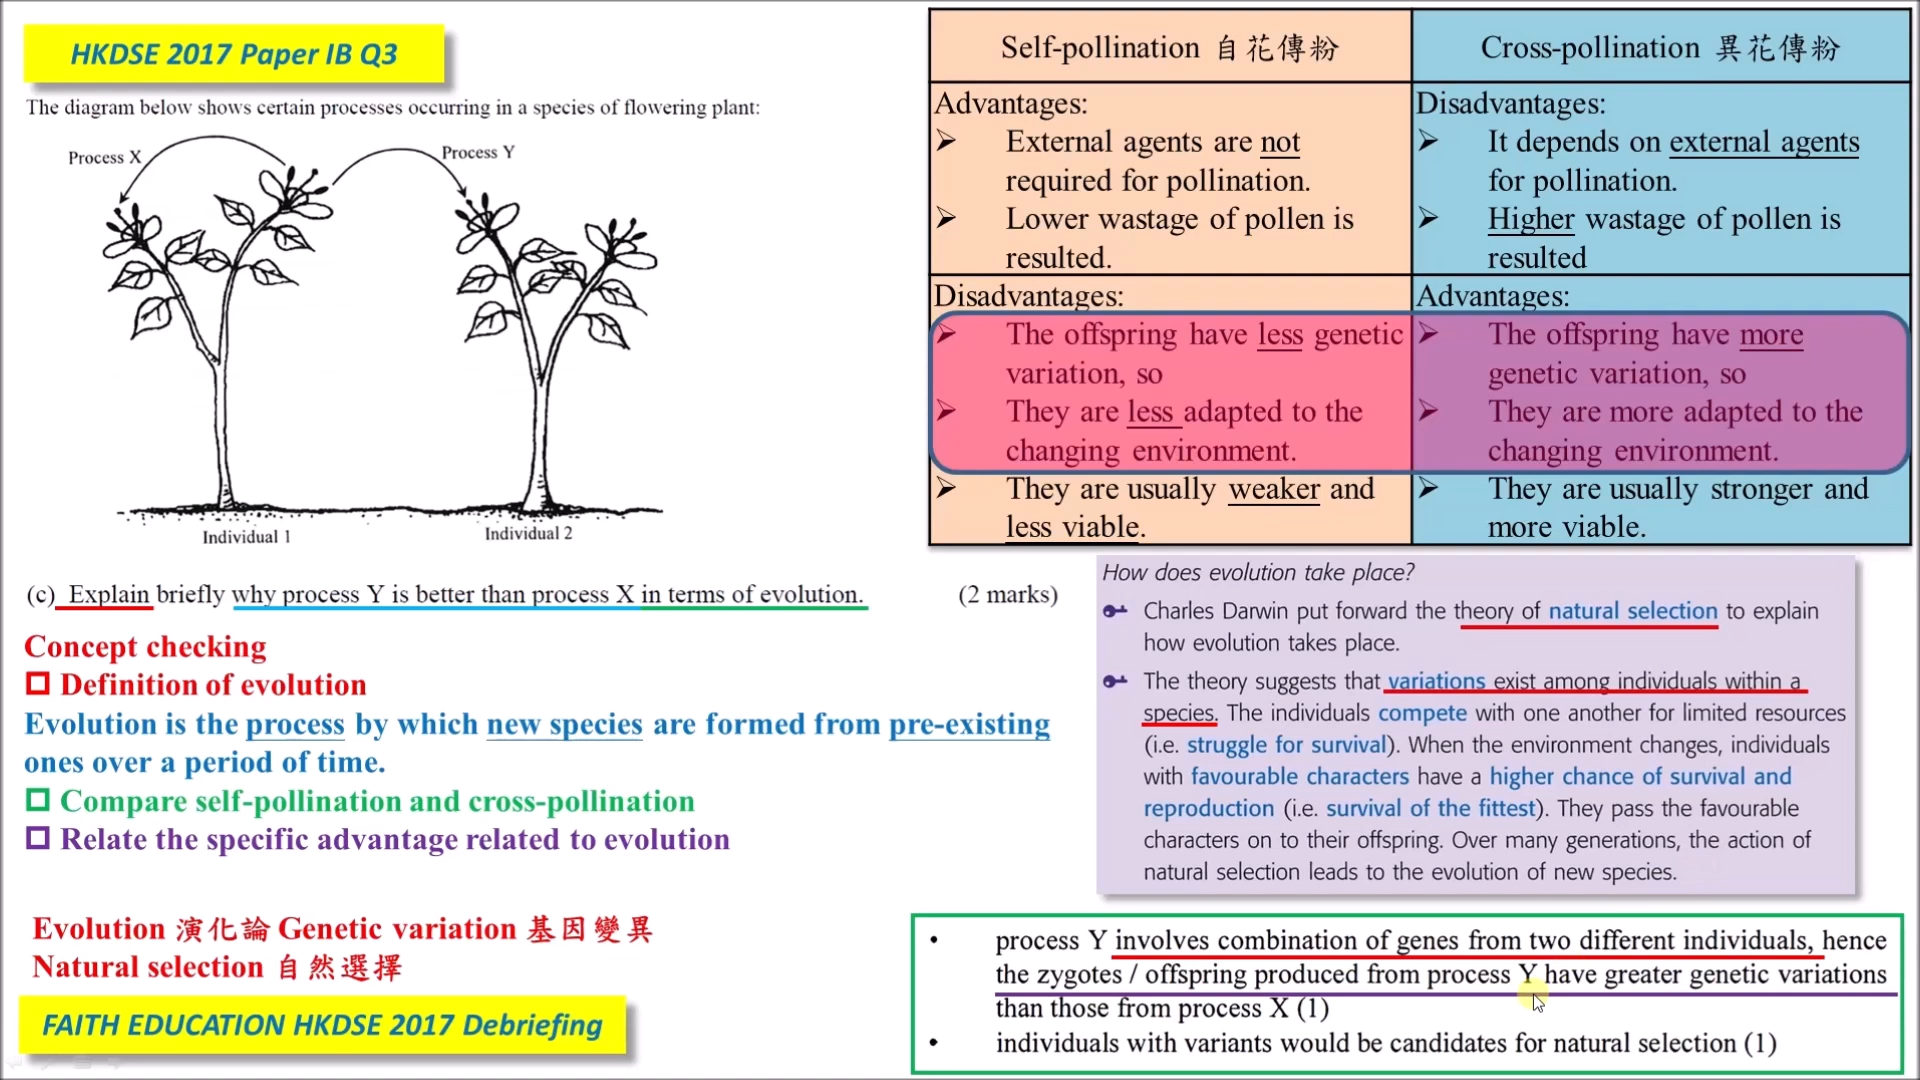 HKDSE 2017 Paper IB Q3
The diagram below shows certain processes occurring in a species of flowering plant:
Process X
Process Y
Individual 1
Individual 2
(c) Explain briefly why process Y is better than process X in terms of evolution. (2 marks)
Concept checking
Definition of evolution
Evolution is the process by which new species are formed from pre-existing
ones over a period of time.
Compare self-pollination and cross-pollination
Relate the specific advantage related to evolution
Evolution 演化論 Genetic variation 基因變異
Natural selection 自然選擇
FAITH EDUCATION HKDSE 2017 Debriefing
Self-pollination 自花傳粉
Cross-pollination 異花傳粉
Advantages:
External agents are not
required for pollination.
Lower wastage of pollen is
resulted.
Disadvantages:
It depends on external agents
for pollination.
Higher wastage of pollen is
resulted
Disadvantages:
The offspring have less genetic
variation, so
They are less adapted to the
changing environment.
They are usually weaker and
less viable.
Advantages:
The offspring have more
genetic variation, so
They are more adapted to the
changing environment.
They are usually stronger and
more viable.
How does evolution take place?
Charles Darwin put forward the theory of natural selection to explain
how evolution takes place.
The theory suggests that variations exist among individuals within a
species. The individuals compete with one another for limited resources
(i.e. struggle for survival). When the environment changes, individuals
with favourable characters have a higher chance of survival and
reproduction (i.e. survival of the fittest). They pass the favourable
characters on to their offspring. Over many generations, the action of
natural selection leads to the evolution of new species.
• process Y involves combination of genes from two different individuals, hence
the zygotes / offspring produced from process Y have greater genetic variations
than those from process X (1)
• individuals with variants would be candidates for natural selection (1)